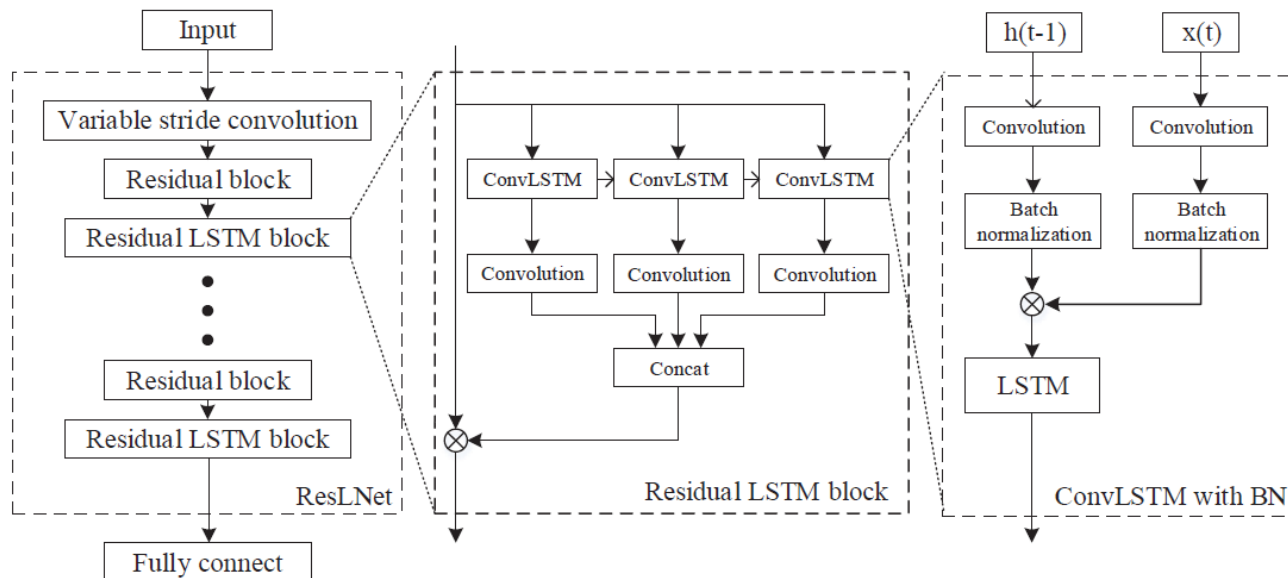 Input
Variable stride convolution
Residual block
Residual LSTM block
Residual block
Residual LSTM block
ResLNet
Fully connect
ConvLSTM
ConvLSTM
ConvLSTM
Convolution
Convolution
Convolution
Concat
Residual LSTM block
h(t-1)
x(t)
Convolution
Convolution
Batch
normalization
Batch
normalization
LSTM
ConvLSTM with BN